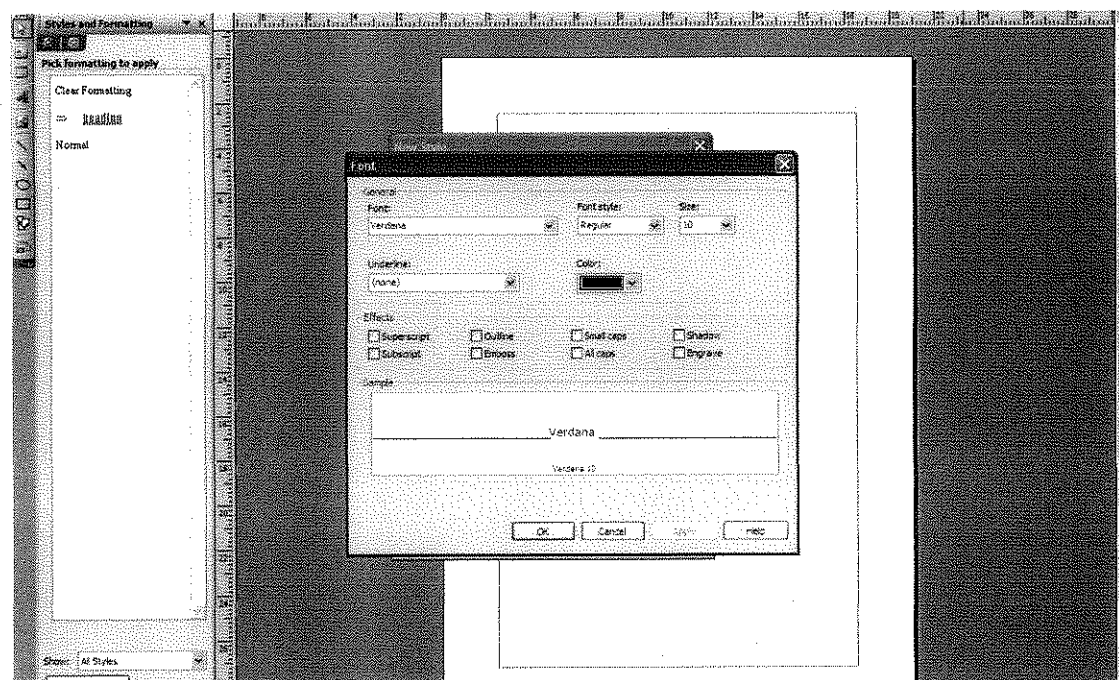 Styles and Formatting
Pick formatting to apply
Clear Formatting
heading
Normal
Show: All Styles
New Style
Font
General
Font:
Font style:
Size:
Verdana
Regular
10
Underline:
Color:
(none)
Effects
Superscript
Outline
Small caps
Shadow
Subscript
Emboss
All caps
Engrave
Sample
Verdana
Verdana 10
OK
Cancel
Apply
Help